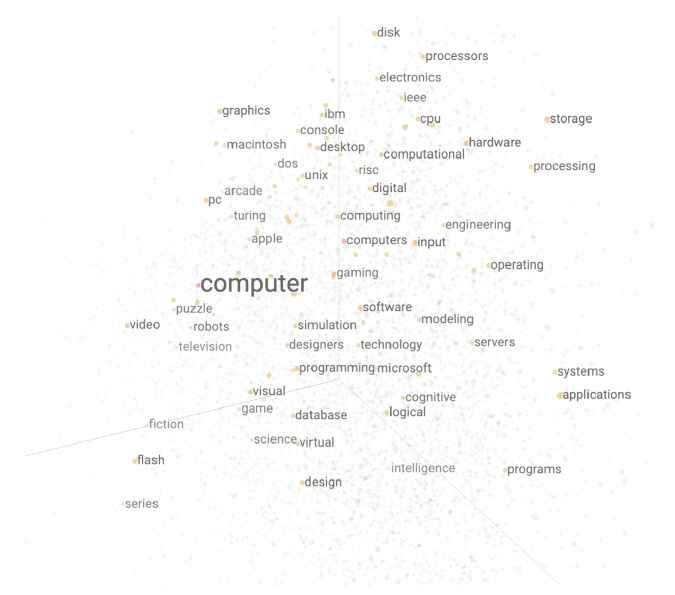 disk
processors
electronics
ieee
graphics
ibm
cpu
storage
console
macintosh
desktop
hardware
computational
dos
risc
processing
unix
arcade
digital
pc
turing
computing
engineering
apple
computers
input
operating
gaming
computer
puzzle
software
video
robots
simulation
modeling
television
designers
technology
servers
programming
microsoft
systems
visual
applications
game
cognitive
database
logical
fiction
science
virtual
flash
intelligence
programs
design
series